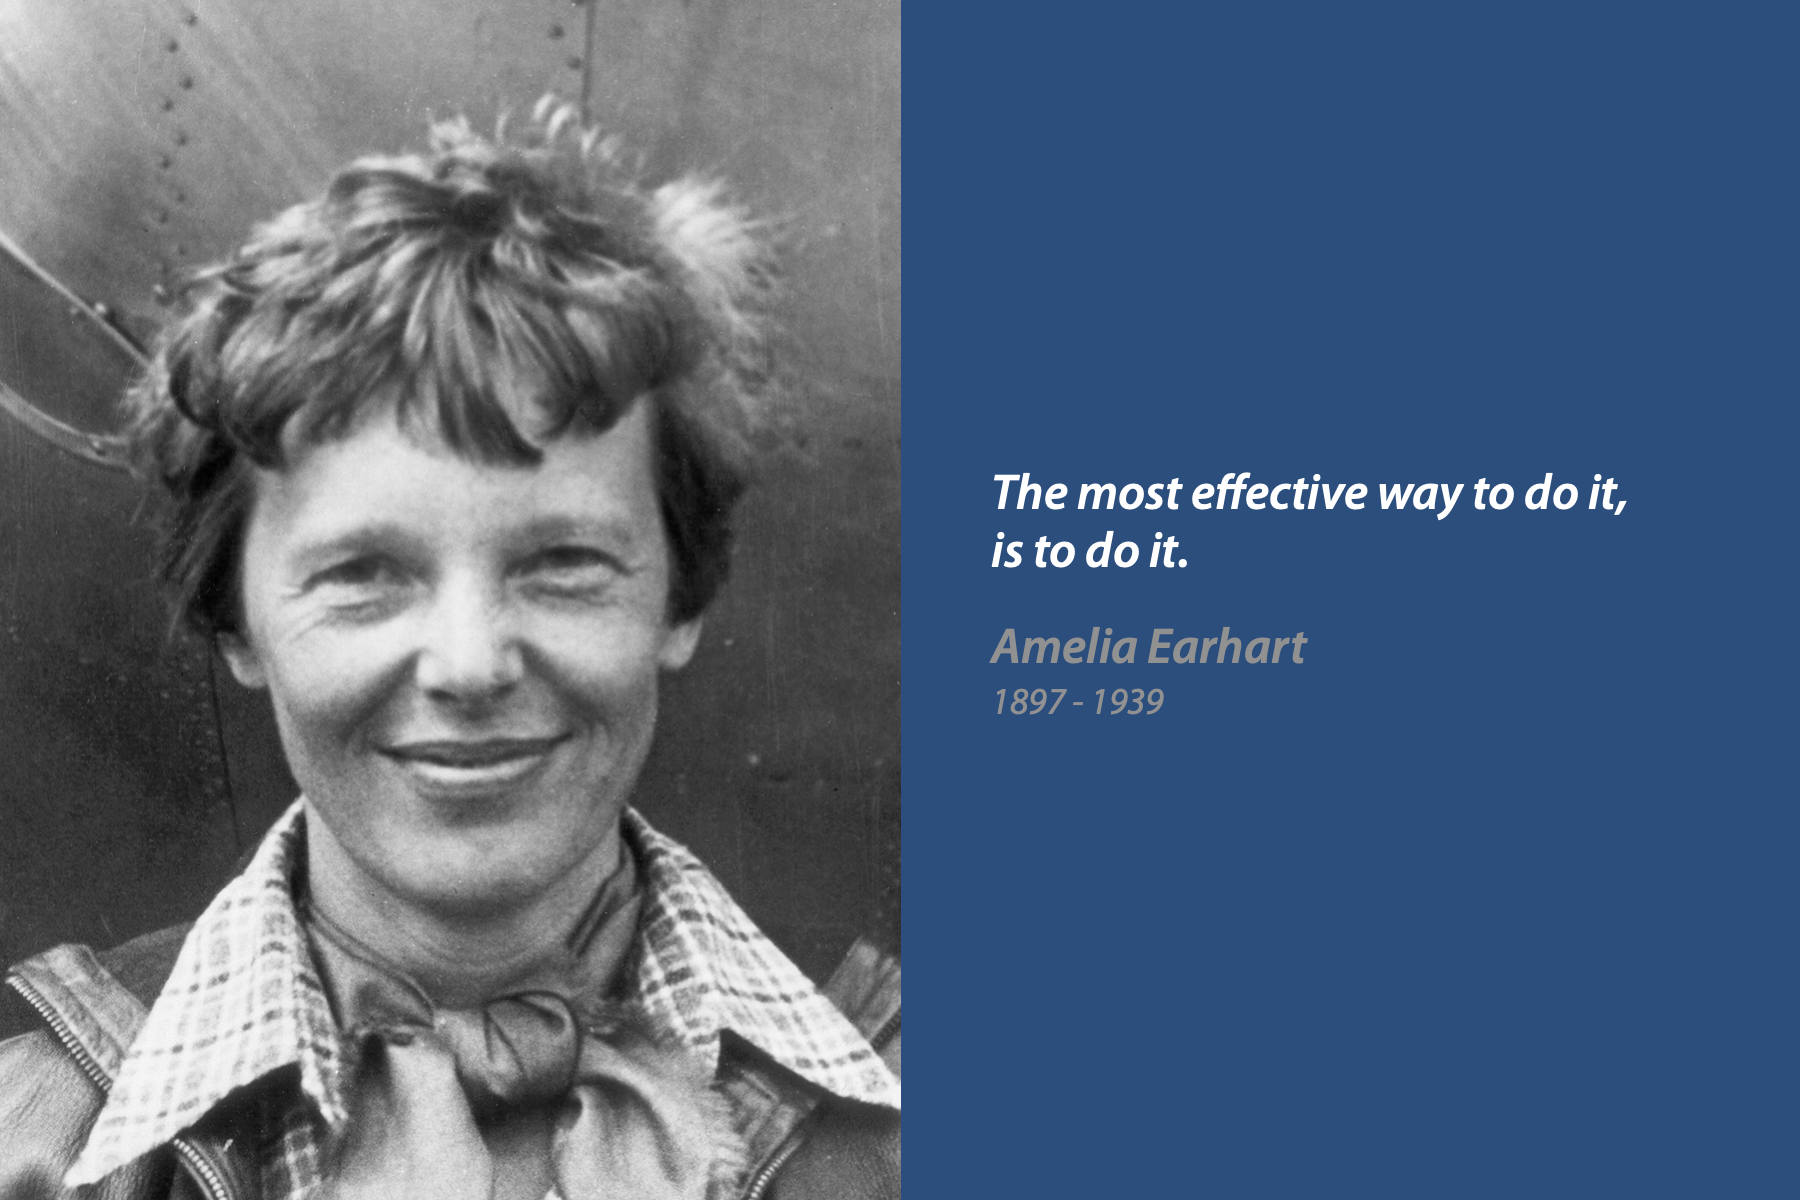 The most effective way to do it,
is to do it.
Amelia Earhart
1897 - 1939